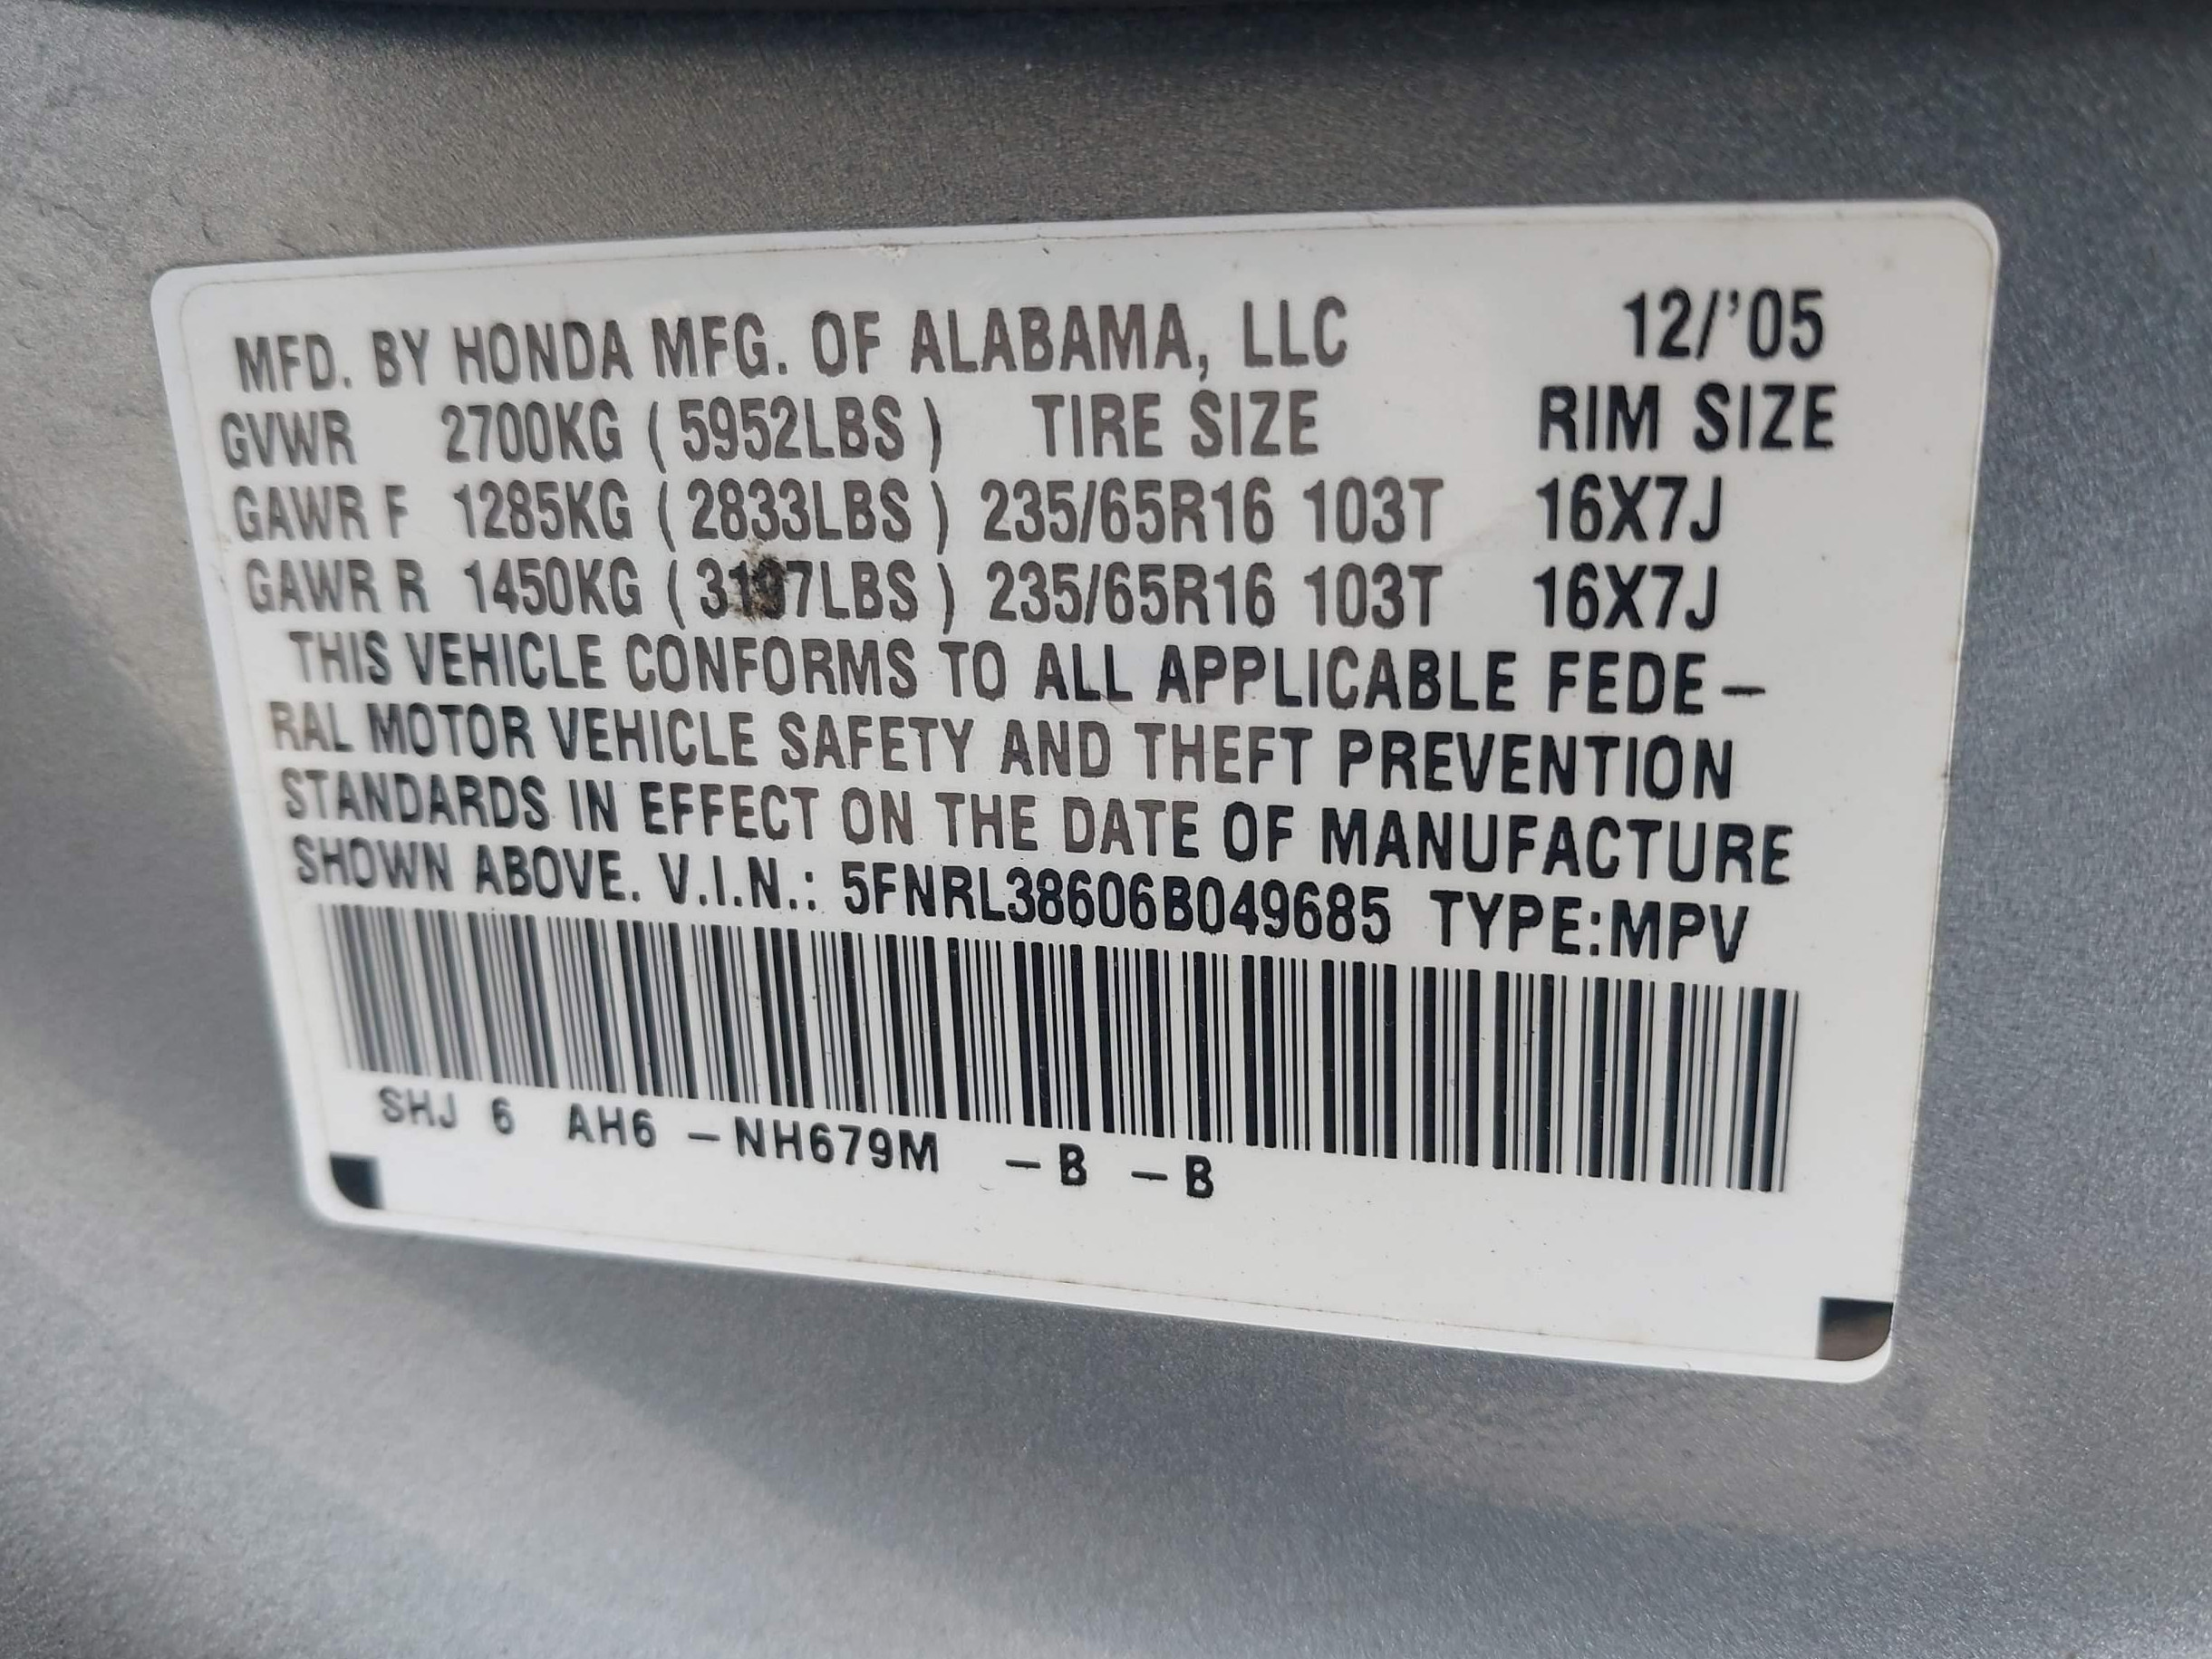 MFD. BY HONDA MFG. OF ALABAMA, LLC 12/'05
GVWR 2700KG ( 5952LBS ) TIRE SIZE RIM SIZE
GAWR F 1285KG ( 2833LBS ) 235/65R16 103T 16X7J
GAWR R 1450KG ( 3197LBS ) 235/65R16 103T 16X7J
THIS VEHICLE CONFORMS TO ALL APPLICABLE FEDE-
RAL MOTOR VEHICLE SAFETY AND THEFT PREVENTION
STANDARDS IN EFFECT ON THE DATE OF MANUFACTURE
SHOWN ABOVE. V.I.N.: 5FNRL38606B049685 TYPE:MPV
SHJ 6 AH6 -NH679M -B -B